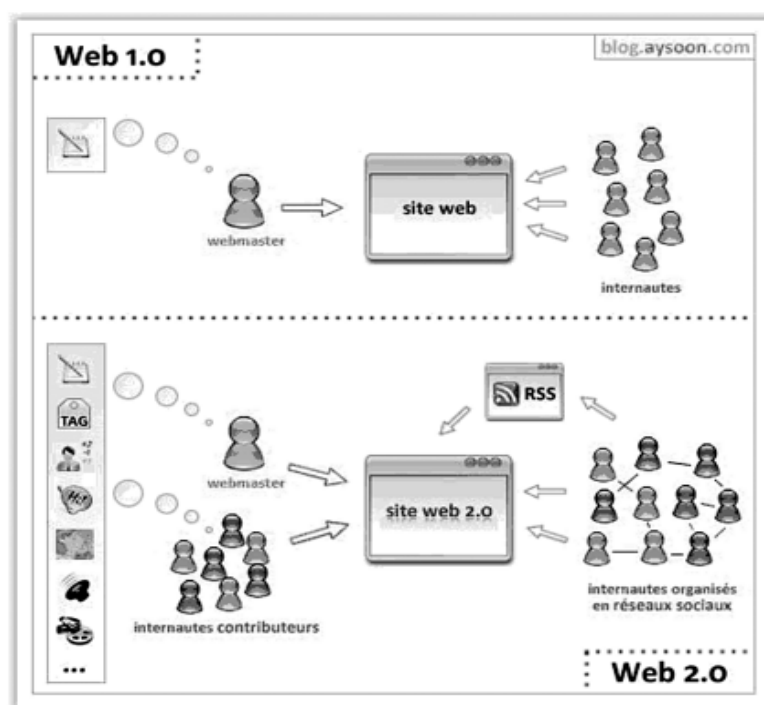 Web 1.0
blog.aysoon.com
webmaster
site web
internautes
TAG
RSS
webmaster
site web 2.0
internautes contributeurs
internautes organisés
en réseaux sociaux
...
Web 2.0